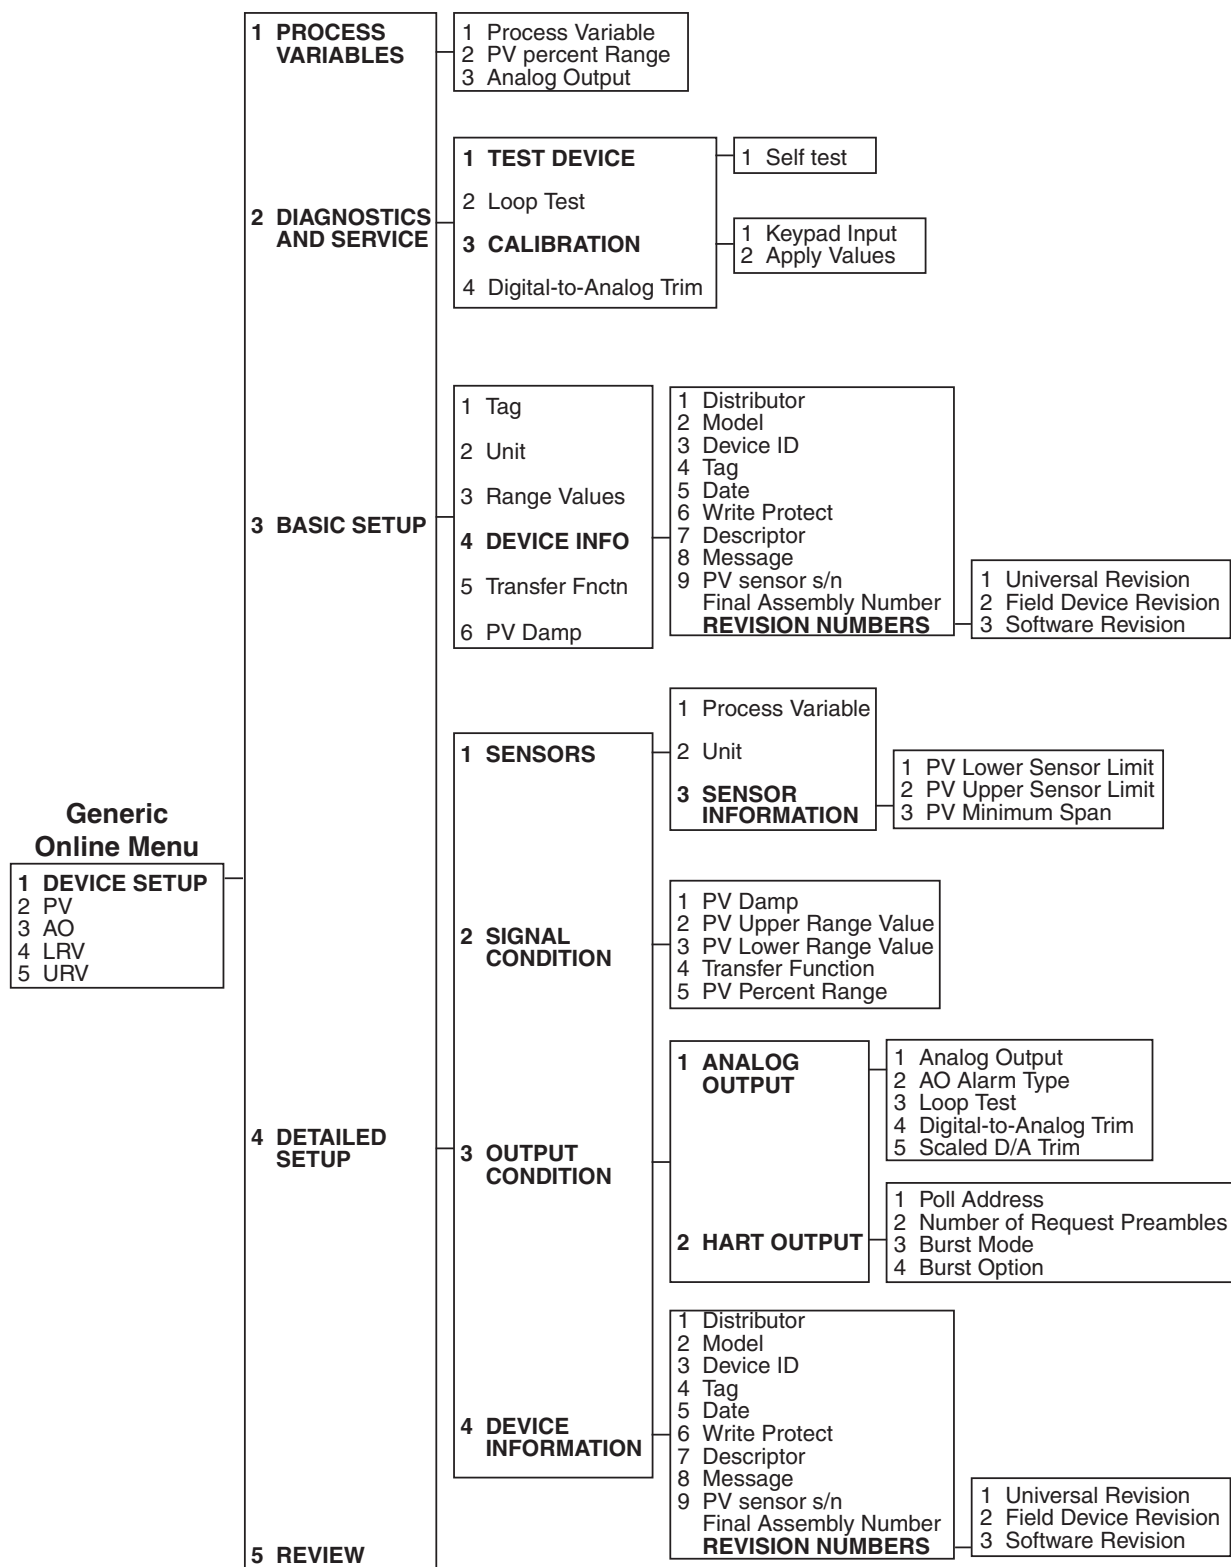 Generic
Online Menu
1 DEVICE SETUP
2 PV
3 AO
4 LRV
5 URV
1 PROCESS
VARIABLES
1 Process Variable
2 PV percent Range
3 Analog Output
2 DIAGNOSTICS
AND SERVICE
1 TEST DEVICE
1 Self test
2 Loop Test
3 CALIBRATION
1 Keypad Input
2 Apply Values
4 Digital-to-Analog Trim
3 BASIC SETUP
1 Tag
2 Unit
3 Range Values
4 DEVICE INFO
5 Transfer Fnctn
6 PV Damp
1 Distributor
2 Model
3 Device ID
4 Tag
5 Date
6 Write Protect
7 Descriptor
8 Message
9 PV sensor s/n
Final Assembly Number
REVISION NUMBERS
1 Universal Revision
2 Field Device Revision
3 Software Revision
4 DETAILED
SETUP
1 SENSORS
1 Process Variable
2 Unit
3 SENSOR
INFORMATION
1 PV Lower Sensor Limit
2 PV Upper Sensor Limit
3 PV Minimum Span
2 SIGNAL
CONDITION
1 PV Damp
2 PV Upper Range Value
3 PV Lower Range Value
4 Transfer Function
5 PV Percent Range
3 OUTPUT
CONDITION
1 ANALOG
OUTPUT
1 Analog Output
2 AO Alarm Type
3 Loop Test
4 Digital-to-Analog Trim
5 Scaled D/A Trim
2 HART OUTPUT
1 Poll Address
2 Number of Request Preambles
3 Burst Mode
4 Burst Option
4 DEVICE
INFORMATION
1 Distributor
2 Model
3 Device ID
4 Tag
5 Date
6 Write Protect
7 Descriptor
8 Message
9 PV sensor s/n
Final Assembly Number
REVISION NUMBERS
1 Universal Revision
2 Field Device Revision
3 Software Revision
5 REVIEW